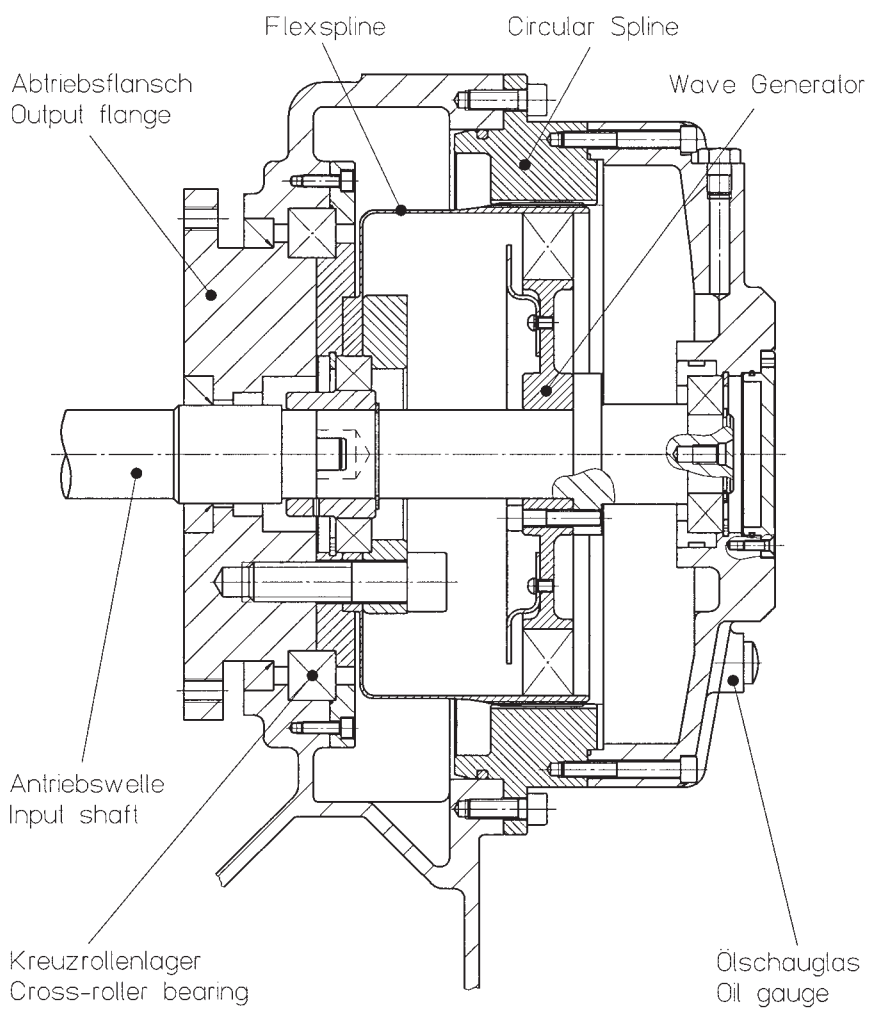 Flexspline
Circular Spline
Abtriebsflansch
Output flange
Wave Generator
Antriebswelle
Input shaft
Kreuzrollenlager
Cross-roller bearing
Ölschauglas
Oil gauge